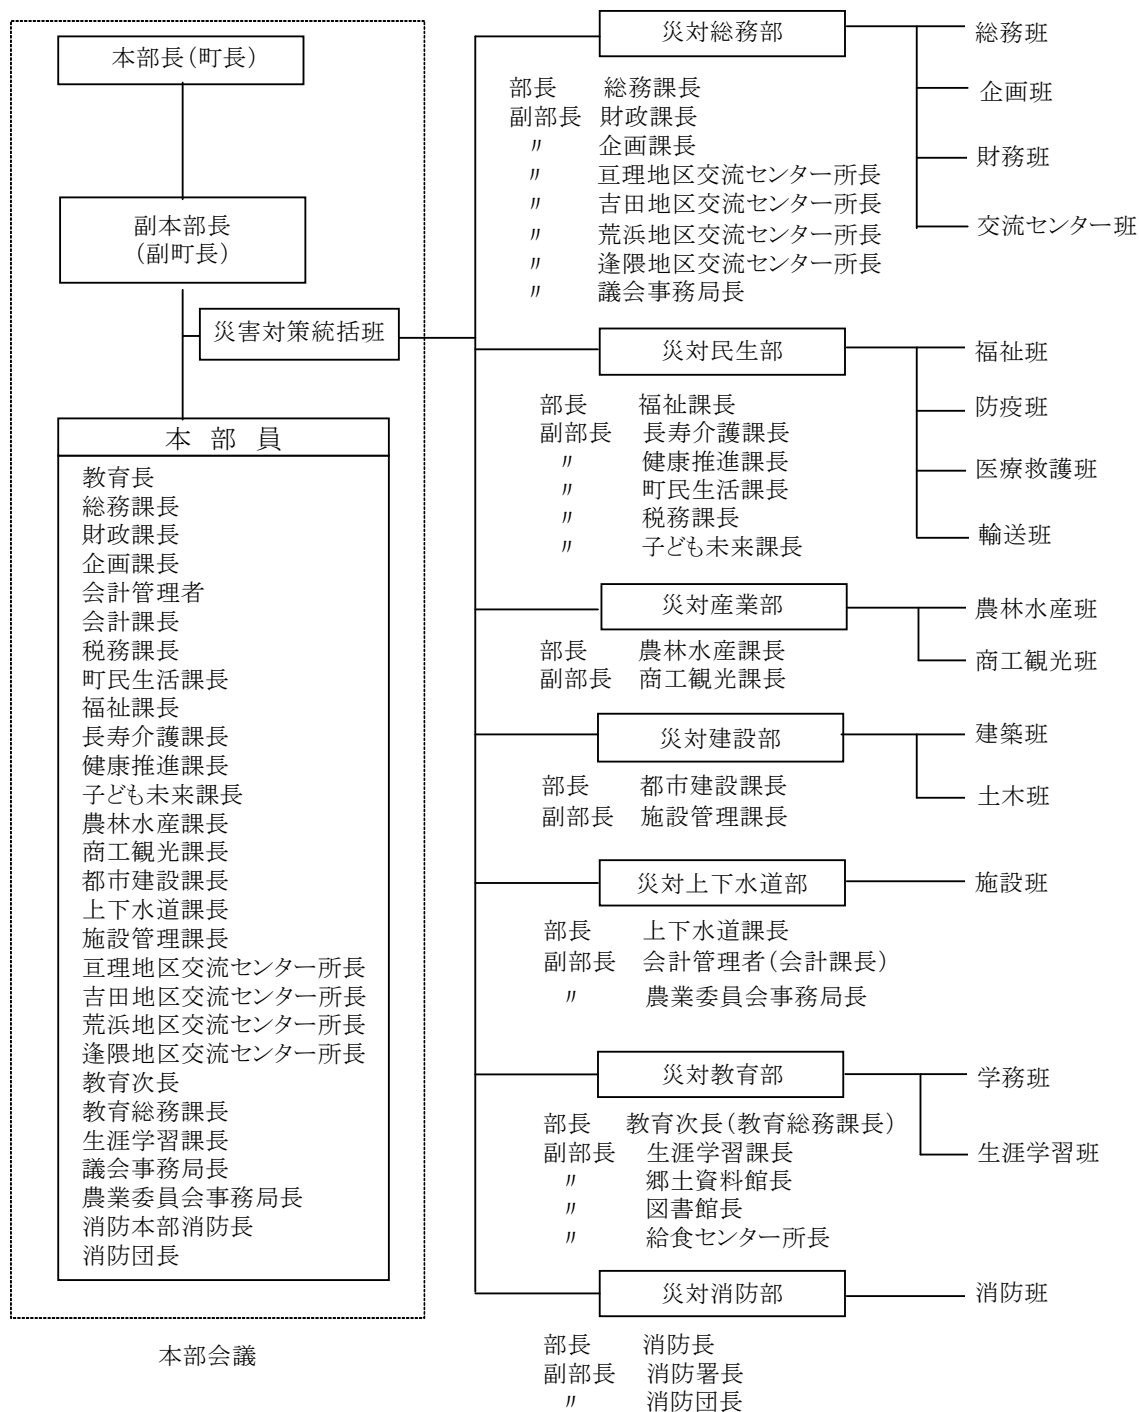 本部長（町長）
副本部長
（副町長）
災害対策統括班
本 部 員
教育長
総務課長
財政課長
企画課長
会計管理者
会計課長
税務課長
町民生活課長
福祉課長
長寿介護課長
健康推進課長
子ども未来課長
農林水産課長
商工観光課長
都市建設課長
上下水道課長
施設管理課長
亘理地区交流センター所長
吉田地区交流センター所長
荒浜地区交流センター所長
逢隈地区交流センター所長
教育次長
教育総務課長
生涯学習課長
議会事務局長
農業委員会事務局長
消防本部消防長
消防団長
本部会議
災対総務部
部長 総務課長
副部長 財政課長
〃 企画課長
〃 亘理地区交流センター所長
〃 吉田地区交流センター所長
〃 荒浜地区交流センター所長
〃 逢隈地区交流センター所長
〃 議会事務局長
総務班
企画班
財務班
交流センター班
災対民生部
部長 福祉課長
副部長 長寿介護課長
〃 健康推進課長
〃 町民生活課長
〃 税務課長
〃 子ども未来課長
福祉班
防疫班
医療救護班
輸送班
災対産業部
部長 農林水産課長
副部長 商工観光課長
農林水産班
商工観光班
災対建設部
部長 都市建設課長
副部長 施設管理課長
建築班
土木班
災対上下水道部
部長 上下水道課長
副部長 会計管理者（会計課長）
〃 農業委員会事務局長
施設班
災対教育部
部長 教育次長（教育総務課長）
副部長 生涯学習課長
〃 郷土資料館長
〃 図書館長
〃 給食センター所長
学務班
生涯学習班
災対消防部
部長 消防長
副部長 消防署長
〃 消防団長
消防班